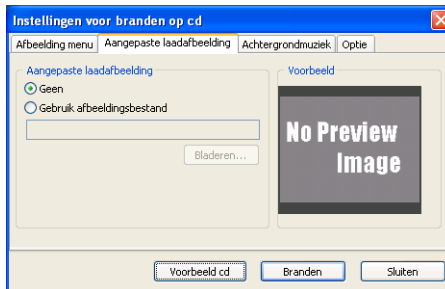 Instellingen voor branden op cd
Afbeelding menu Aangepaste laadafbeelding Achtergrondmuziek Optie
Aangepaste laadafbeelding
Geen
Gebruik afbeeldingsbestand
Bladeren...
Voorbeeld
No Preview
Image
Voorbeeld cd Branden Sluiten